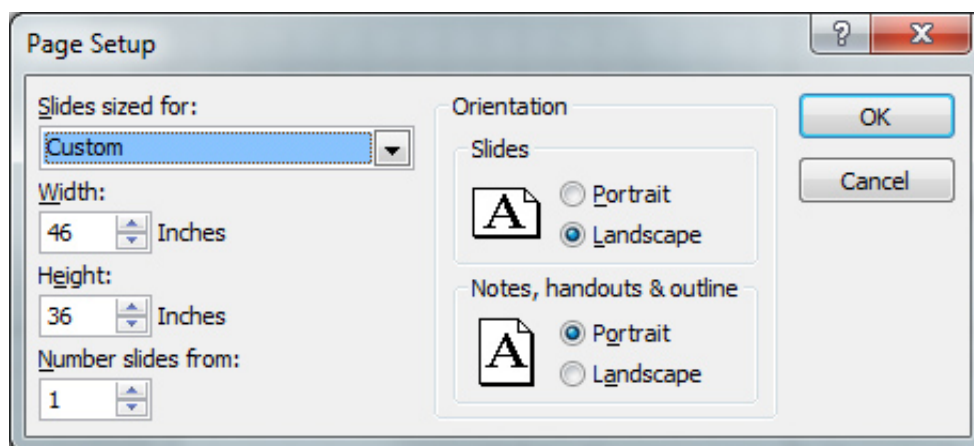 Page Setup
?
X
Slides sized for:
Custom
Width:
46 Inches
Height:
36 Inches
Number slides from:
1
Orientation
Slides
A
Portrait
Landscape
Notes, handouts & outline
A
Portrait
Landscape
OK
Cancel